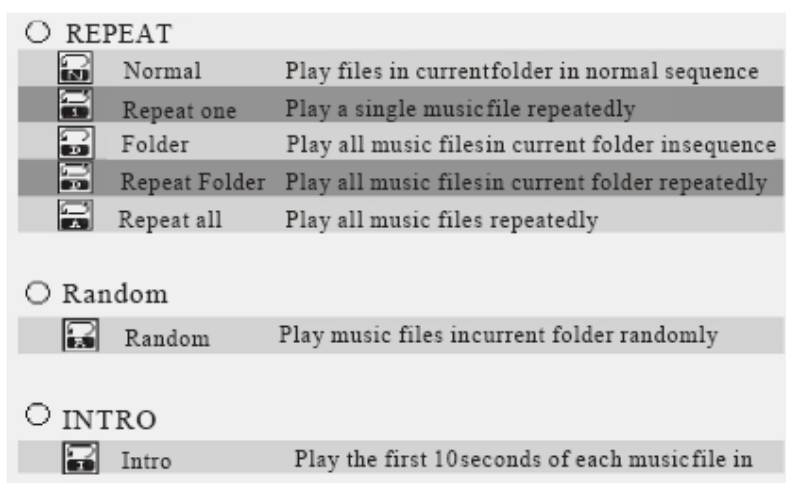 REPEAT
Normal Play files in currentfolder in normal sequence
Repeat one Play a single musicfile repeatedly
Folder Play all music filesin current folder insequence
Repeat Folder Play all music filesin current folder repeatedly
Repeat all Play all music files repeatedly
Random
Random Play music files incurrent folder randomly
INTRO
Intro Play the first 10seconds of each musicfile in